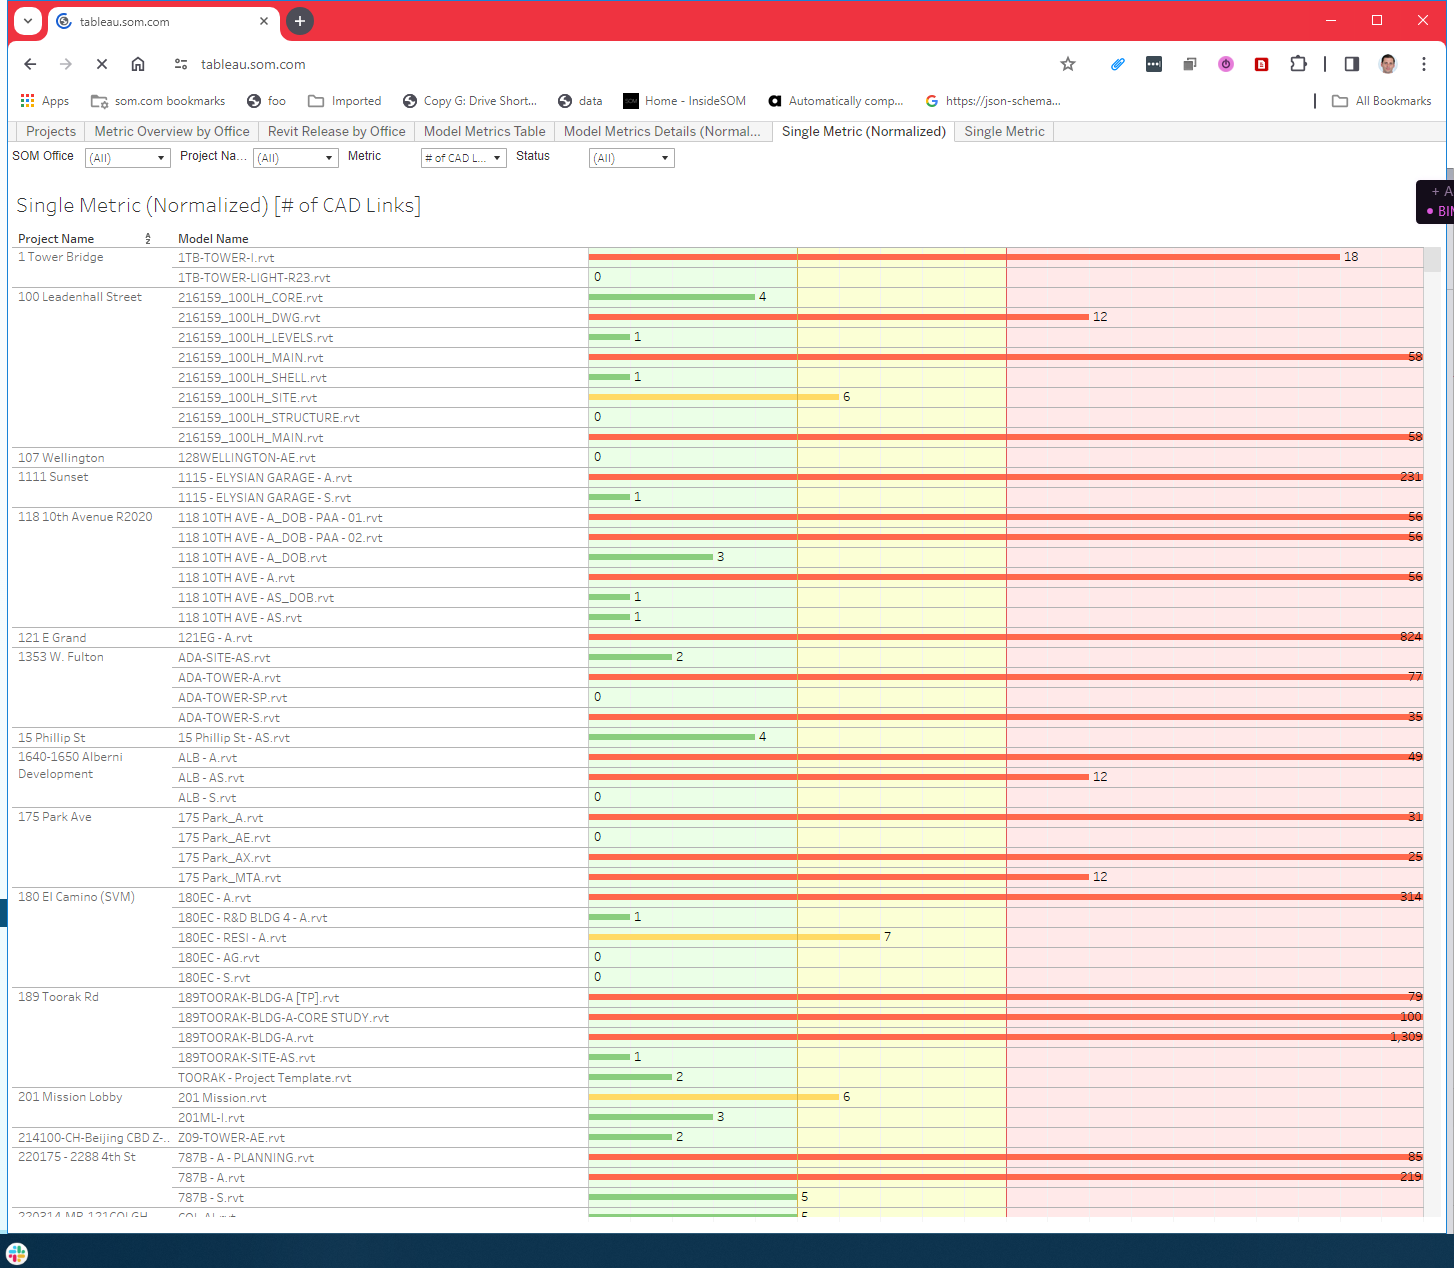 tableau.som.com
tableau.som.com
Apps som.com bookmarks foo Imported Copy G: Drive Short... data Home - InsideSOM Automatically comp... https://json-schema... All Bookmarks
Projects Metric Overview by Office Revit Release by Office Model Metrics Table Model Metrics Details (Normal... Single Metric (Normalized) Single Metric
SOM Office (All) Project Na... (All) Metric # of CAD L... Status (All)
+ A
BIM
Single Metric (Normalized) [# of CAD Links]
Project Name Model Name
1 Tower Bridge 1TB-TOWER-I.rvt 18
1TB-TOWER-LIGHT-R23.rvt 0
100 Leadenhall Street 216159_100LH_CORE.rvt 4
216159_100LH_DWG.rvt 12
216159_100LH_LEVELS.rvt 1
216159_100LH_MAIN.rvt 58
216159_100LH_SHELL.rvt 1
216159_100LH_SITE.rvt 6
216159_100LH_STRUCTURE.rvt 0
216159_100LH_MAIN.rvt 58
107 Wellington 128WELLINGTON-AE.rvt 0
1111 Sunset 1115 - ELYSIAN GARAGE - A.rvt 231
1115 - ELYSIAN GARAGE - S.rvt 1
118 10th Avenue R2020 118 10TH AVE - A_DOB - PAA - 01.rvt 56
118 10TH AVE - A_DOB - PAA - 02.rvt 56
118 10TH AVE - A_DOB.rvt 3
118 10TH AVE - A.rvt 56
118 10TH AVE - AS_DOB.rvt 1
118 10TH AVE - AS.rvt 1
121 E Grand 121EG - A.rvt 824
1353 W. Fulton ADA-SITE-AS.rvt 2
ADA-TOWER-A.rvt 77
ADA-TOWER-SP.rvt 0
ADA-TOWER-S.rvt 35
15 Phillip St 15 Phillip St - AS.rvt 4
1640-1650 Alberni ALB - A.rvt 49
Development ALB - AS.rvt 12
ALB - S.rvt 0
175 Park Ave 175 Park_A.rvt 31
175 Park_AE.rvt 0
175 Park_AX.rvt 25
175 Park_MTA.rvt 12
180 El Camino (SVM) 180EC - A.rvt 314
180EC - R&D BLDG 4 - A.rvt 1
180EC - RESI - A.rvt 7
180EC - AG.rvt 0
180EC - S.rvt 0
189 Toorak Rd 189TOORAK-BLDG-A [TP].rvt 79
189TOORAK-BLDG-A-CORE STUDY.rvt 100
189TOORAK-BLDG-A.rvt 1,309
189TOORAK-SITE-AS.rvt 1
TOORAK - Project Template.rvt 2
201 Mission Lobby 201 Mission.rvt 6
201ML-I.rvt 3
214100-CH-Beijing CBD Z-.. Z09-TOWER-AE.rvt 2
220175 - 2288 4th St 787B - A - PLANNING.rvt 85
787B - A.rvt 219
787B - S.rvt 5
5